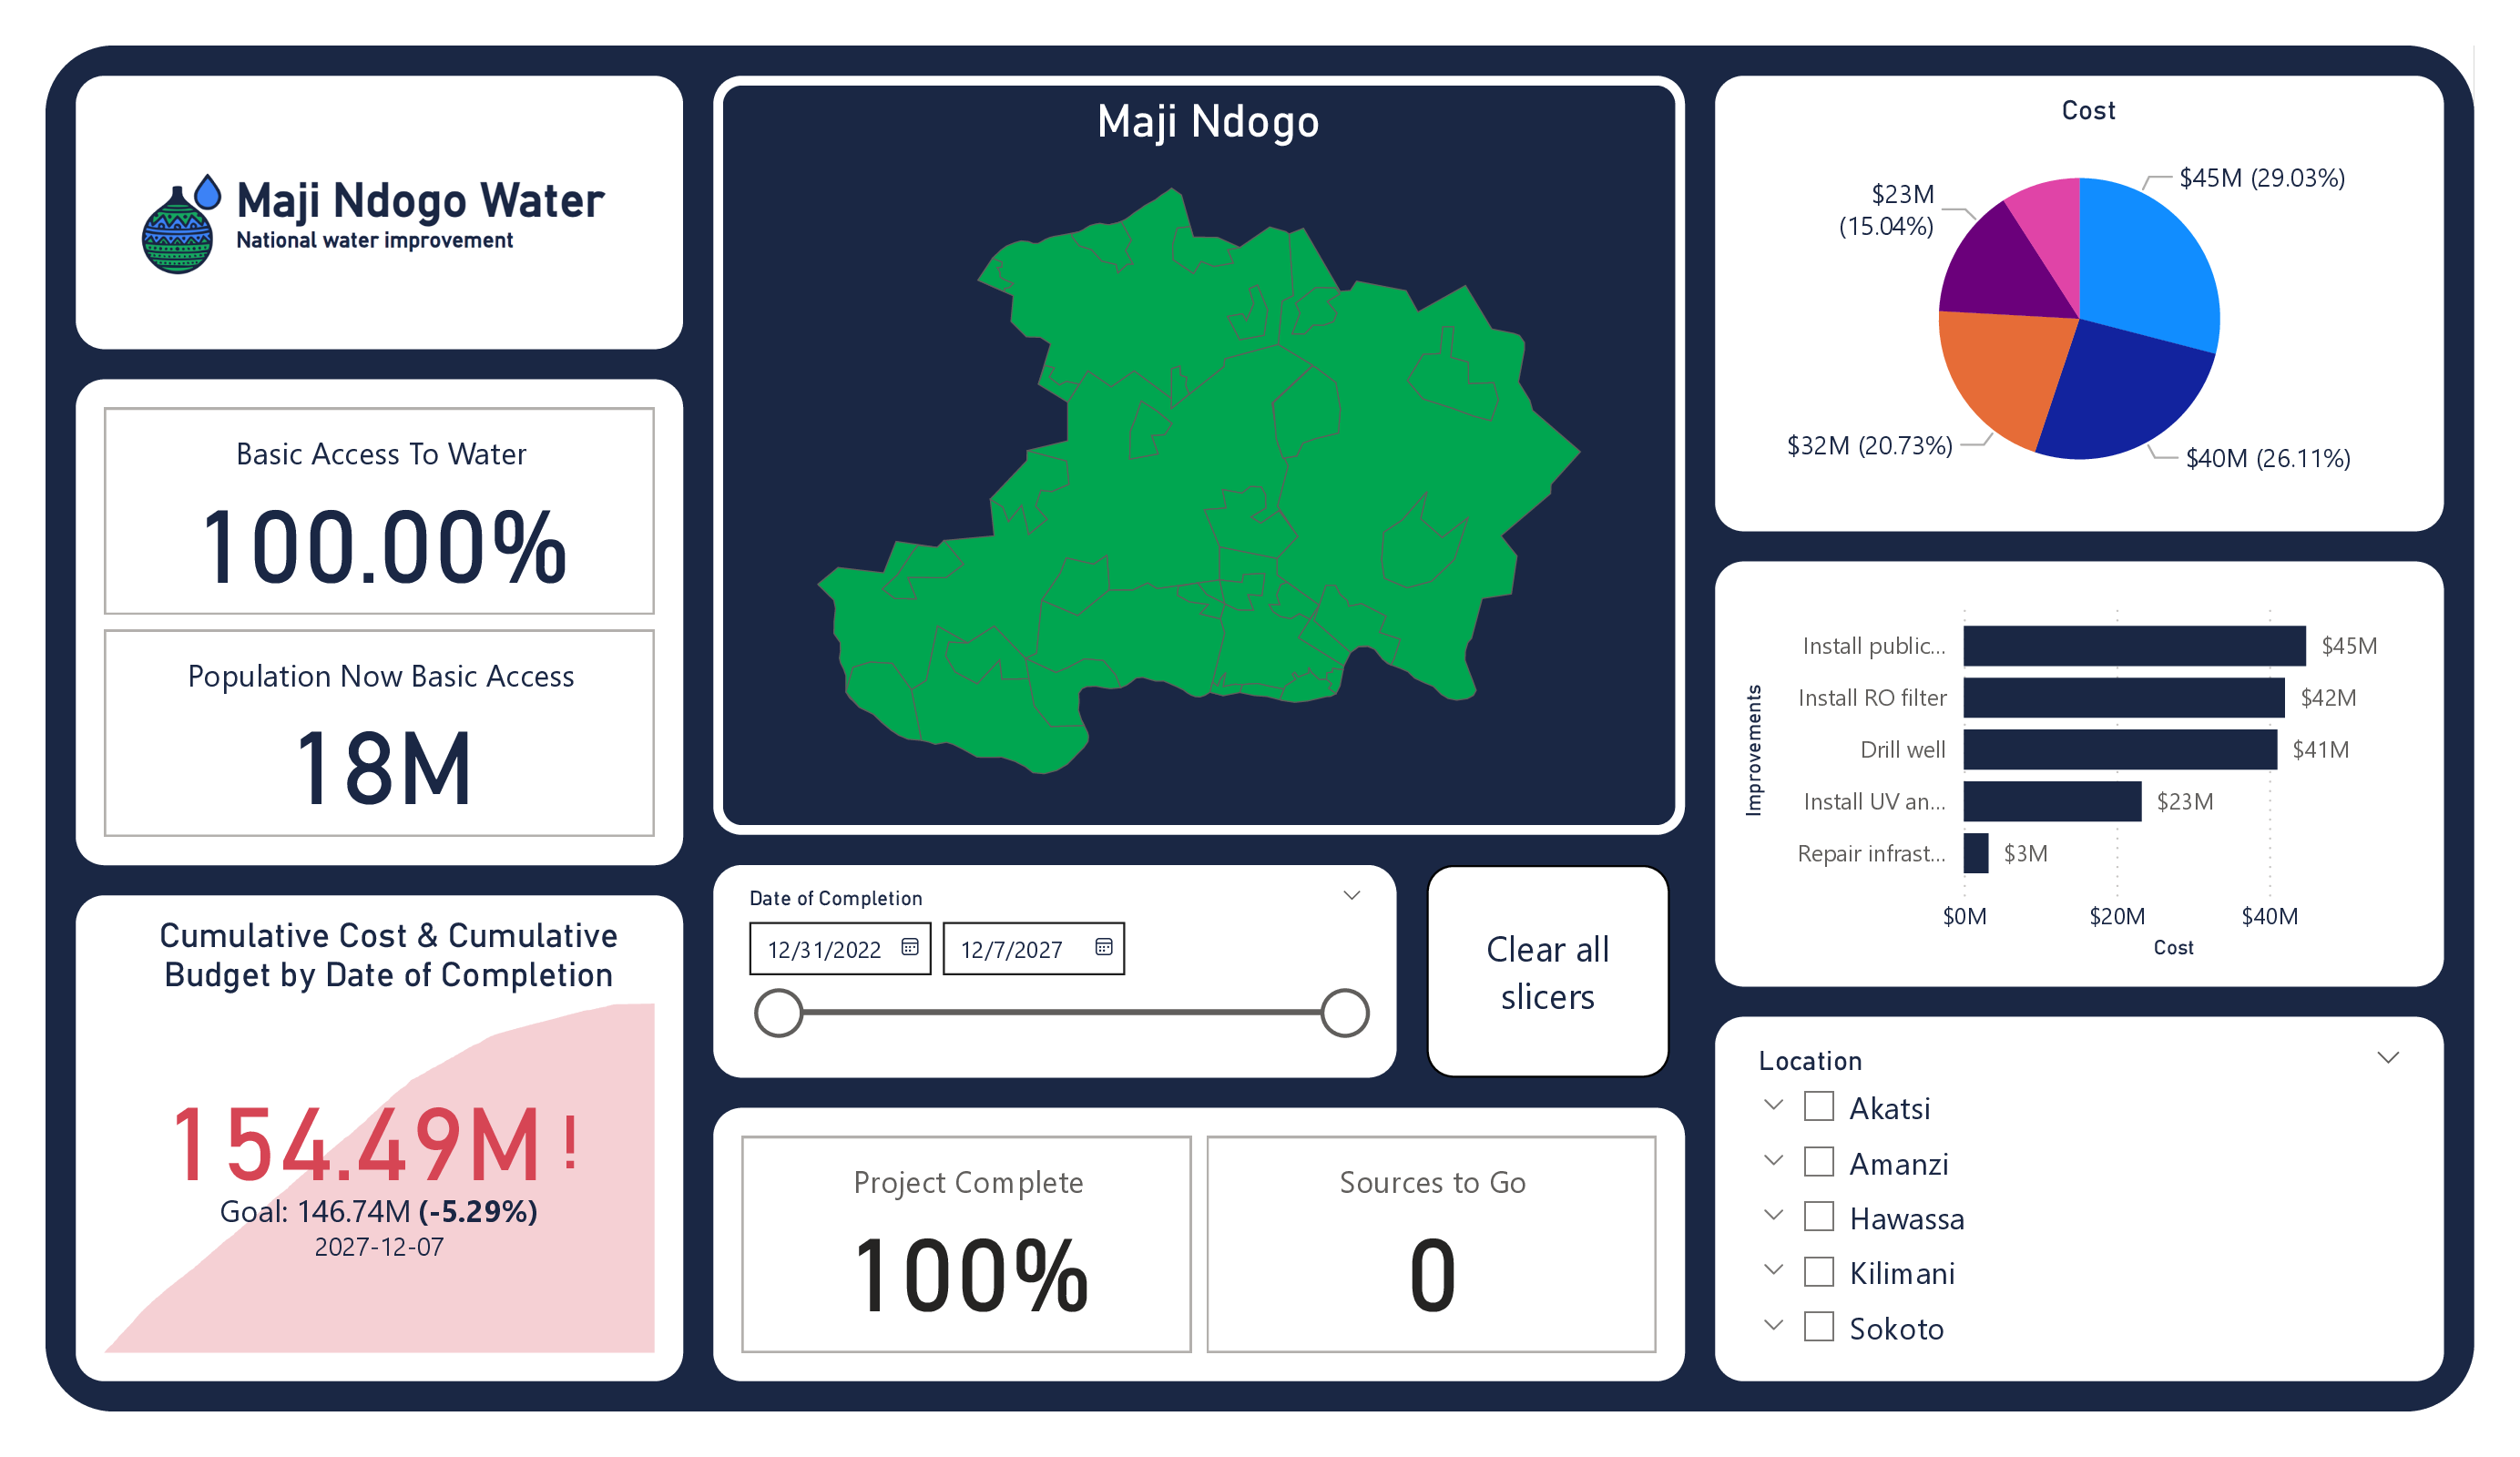 Maji Ndogo Water
National water improvement
Basic Access To Water
100.00%
Population Now Basic Access
18M
Cumulative Cost & Cumulative
Budget by Date of Completion
154.49M !
Goal: 146.74M (-5.29%)
2027-12-07
Maji Ndogo
Date of Completion
12/31/2022
12/7/2027
Clear all
slicers
Project Complete
100%
Sources to Go
0
Cost
$45M (29.03%)
$23M
(15.04%)
$32M (20.73%)
$40M (26.11%)
Improvements
Install public...
$45M
Install RO filter
$42M
Drill well
$41M
Install UV an...
$23M
Repair infrast...
$3M
$0M
$20M
$40M
Cost
Location
Akatsi
Amanzi
Hawassa
Kilimani
Sokoto